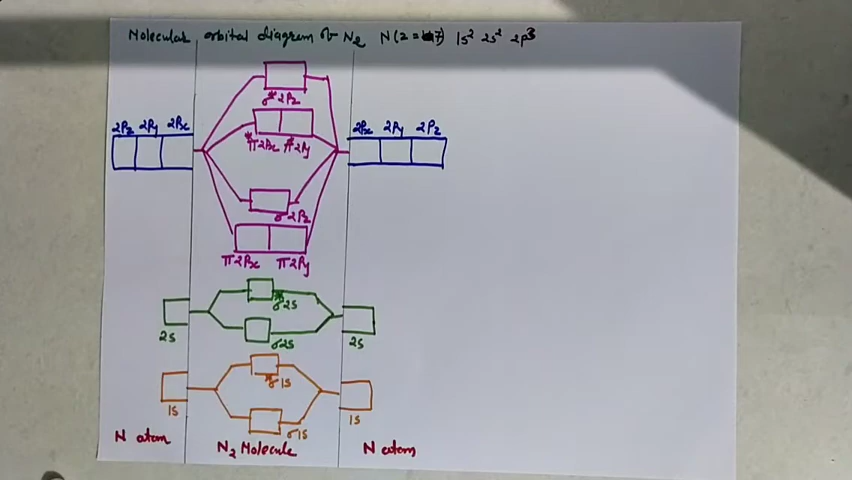 Molecular orbital diagram of N2 N(Z=7) 1s² 2s² 2p³
σ*2Pz
2Pz 2Py 2Px
2Px 2Py 2Pz
π*2Px π*2Py
σ2Pz
π2Px π2Py
σ*2s
2s
σ2s
2s
σ*1s
1s
σ1s
1s
N atom
N2 Molecule
N atom